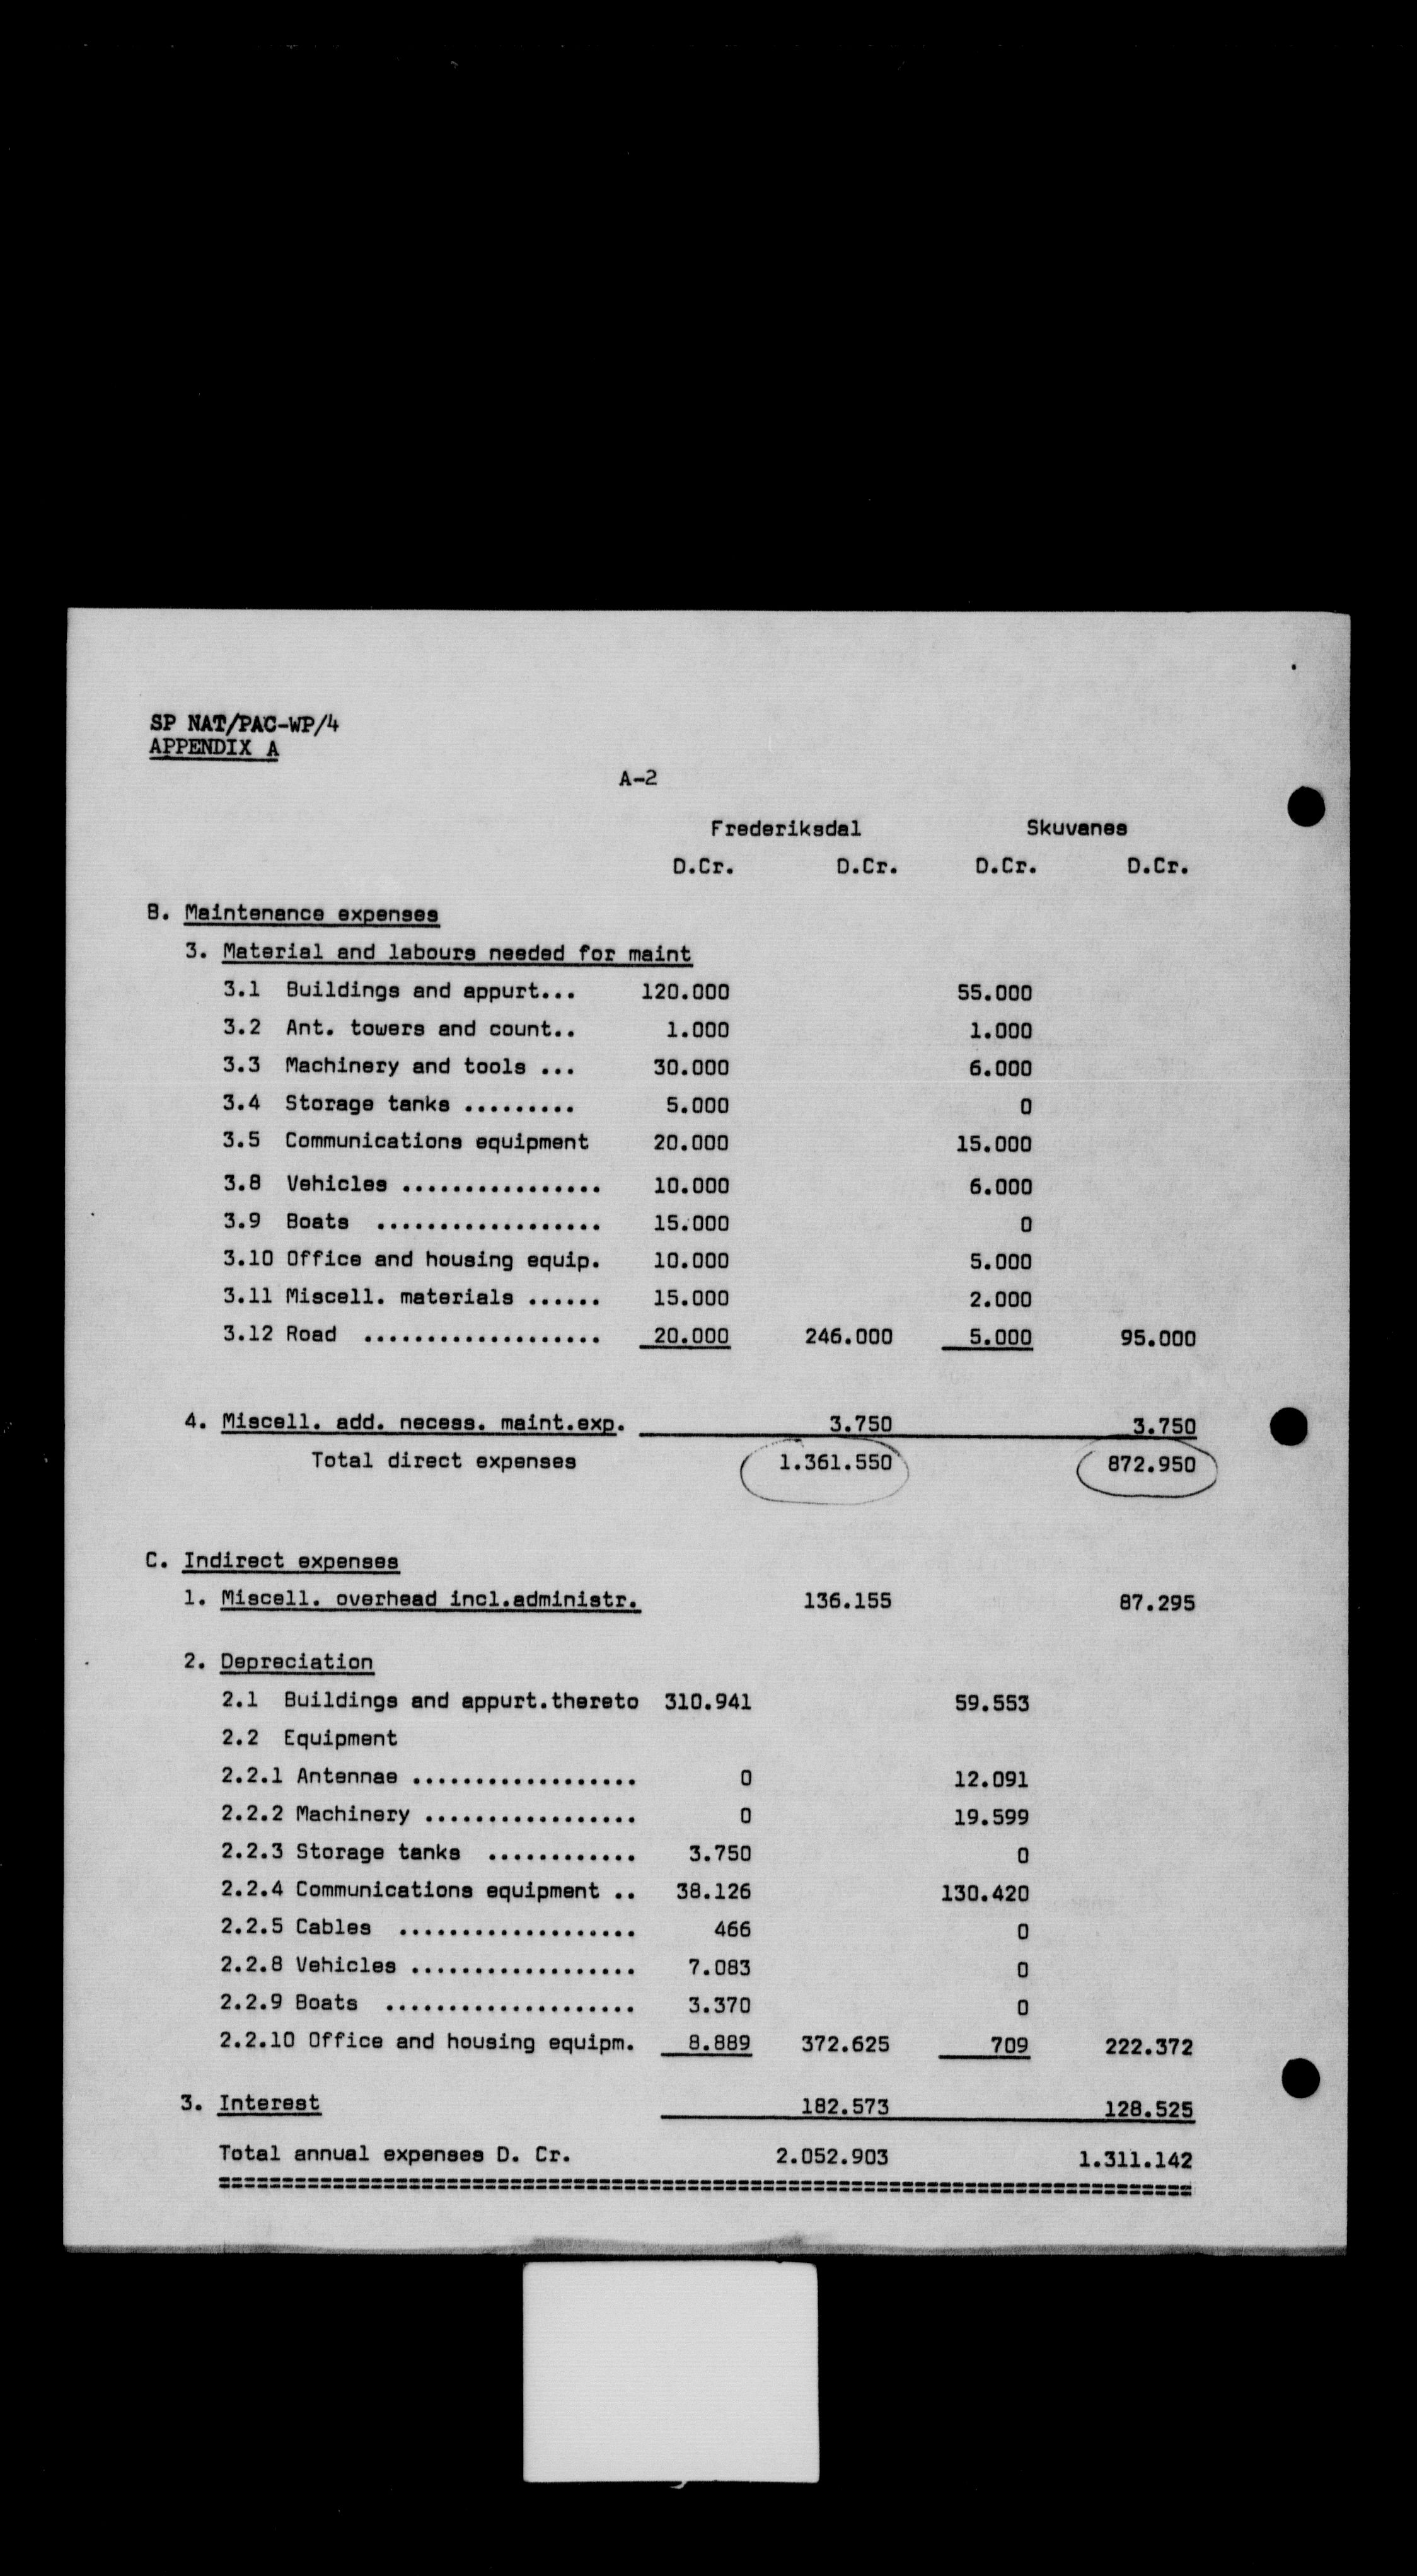 SP NAT/PAC-WP/4
APPENDIX A
A-2
Frederiksdal Skuvanes
D.Cr. D.Cr. D.Cr. D.Cr.
B. Maintenance expenses
3. Material and labours needed for maint
3.1 Buildings and appurt... 120.000 55.000
3.2 Ant. towers and count.. 1.000 1.000
3.3 Machinery and tools ... 30.000 6.000
3.4 Storage tanks ......... 5.000 0
3.5 Communications equipment 20.000 15.000
3.8 Vehicles ................ 10.000 6.000
3.9 Boats .................. 15.000 0
3.10 Office and housing equip. 10.000 5.000
3.11 Miscell. materials ...... 15.000 2.000
3.12 Road ................... 20.000 246.000 5.000 95.000
4. Miscell. add. necess. maint.exp. 3.750 3.750
Total direct expenses 1.361.550 872.950
C. Indirect expenses
1. Miscell. overhead incl.administr. 136.155 87.295
2. Depreciation
2.1 Buildings and appurt.thereto 310.941 59.553
2.2 Equipment
2.2.1 Antennae .................. 0 12.091
2.2.2 Machinery ................. 0 19.599
2.2.3 Storage tanks ............ 3.750 0
2.2.4 Communications equipment .. 38.126 130.420
2.2.5 Cables ................... 466 0
2.2.8 Vehicles .................. 7.083 0
2.2.9 Boats .................... 3.370 0
2.2.10 Office and housing equipm. 8.889 372.625 709 222.372
3. Interest 182.573 128.525
Total annual expenses D. Cr. 2.052.903 1.311.142